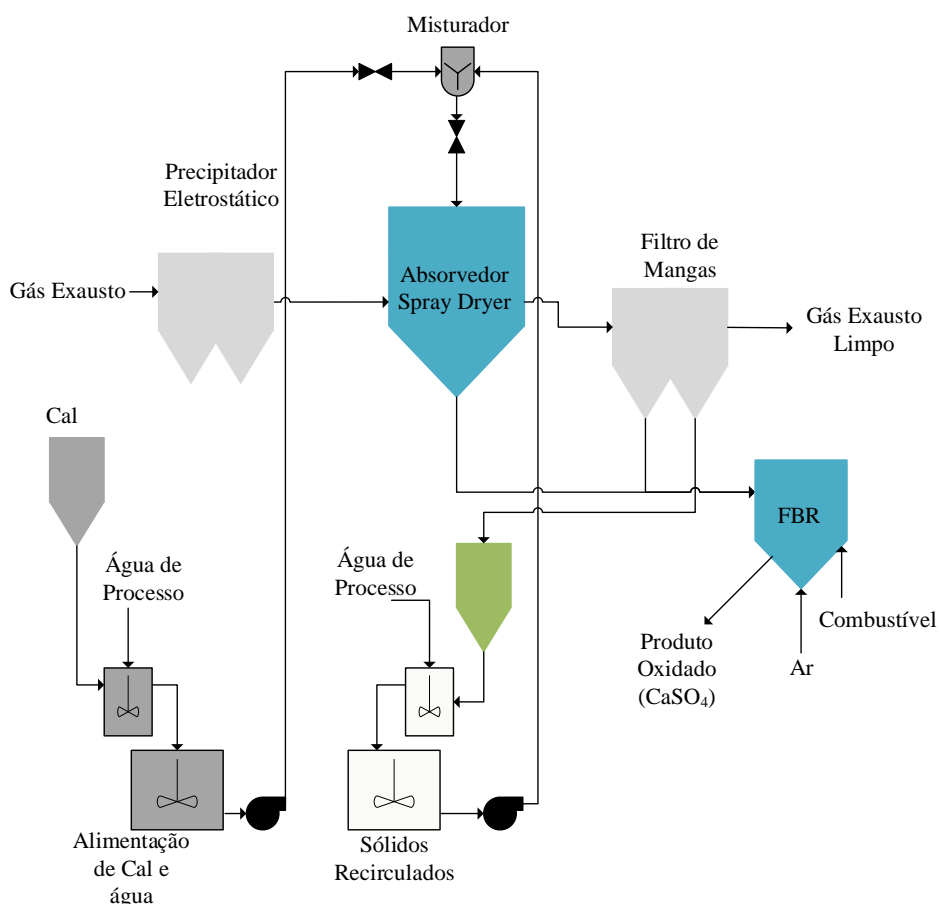 Misturador
Precipitador
Eletrostático
Filtro de
Mangas
Gás Exausto
Absorvedor
Spray Dryer
Gás Exausto
Limpo
Cal
FBR
Água de
Processo
Água de
Processo
Combustível
Produto
Oxidado
(CaSO₄)
Ar
Alimentação
de Cal e
água
Sólidos
Recirculados